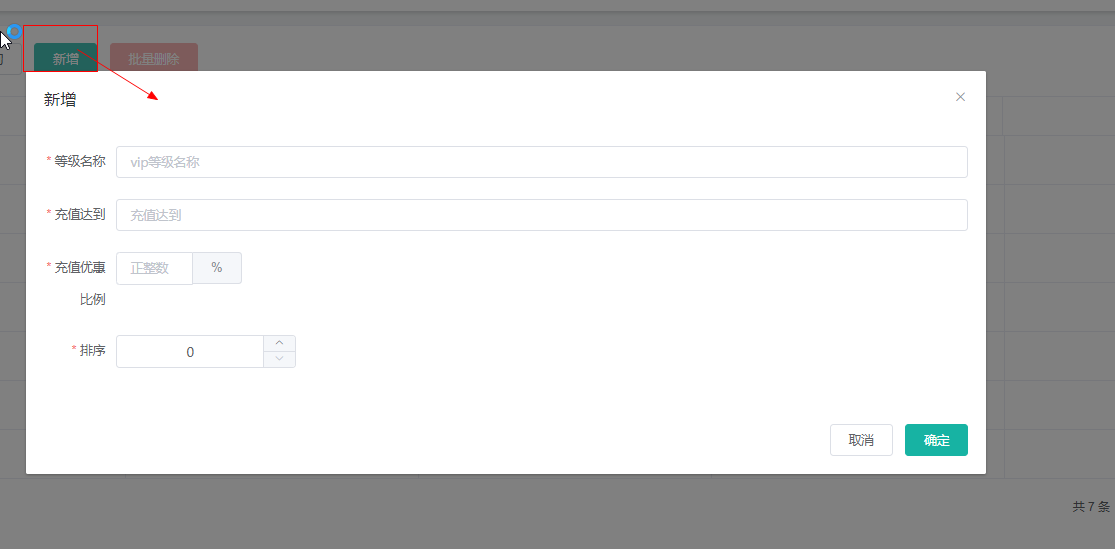 新增 批量删除
新增
* 等级名称 vip等级名称
* 充值达到 充值达到
* 充值优惠比例 正整数 %
* 排序 0
取消 确定
共 7 条